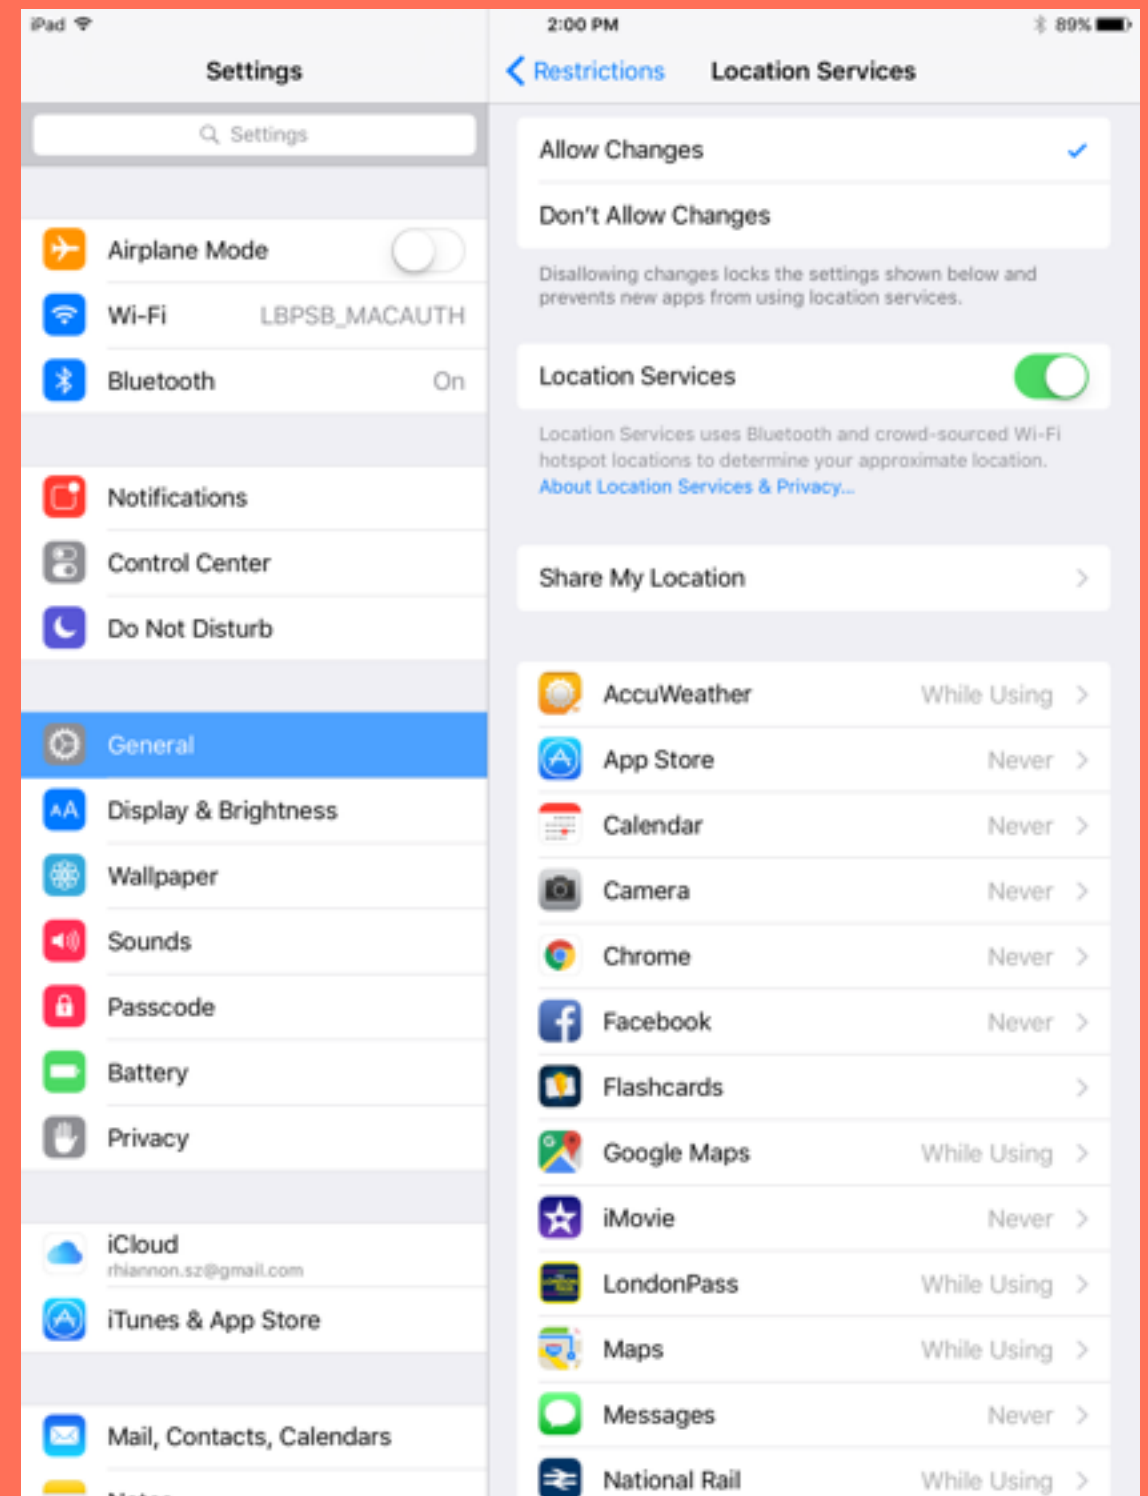 iPad
2:00 PM
89%
Settings
Settings
Airplane Mode
Wi-Fi LBPSB_MACAUTH
Bluetooth On
Notifications
Control Center
Do Not Disturb
General
Display & Brightness
Wallpaper
Sounds
Passcode
Battery
Privacy
iCloud
rhiannon.sz@gmail.com
iTunes & App Store
Mail, Contacts, Calendars
Restrictions Location Services
Allow Changes
Don't Allow Changes
Disallowing changes locks the settings shown below and
prevents new apps from using location services.
Location Services
Location Services uses Bluetooth and crowd-sourced Wi-Fi
hotspot locations to determine your approximate location.
About Location Services & Privacy...
Share My Location
AccuWeather While Using
App Store Never
Calendar Never
Camera Never
Chrome Never
Facebook Never
Flashcards
Google Maps While Using
iMovie Never
LondonPass While Using
Maps While Using
Messages Never
National Rail While Using